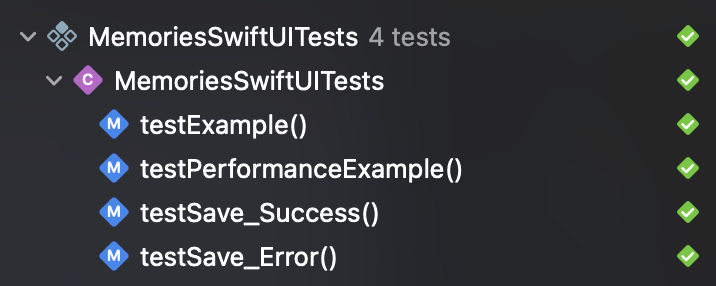 MemoriesSwiftUITests 4 tests
C MemoriesSwiftUITests
M testExample()
M testPerformanceExample()
M testSave_Success()
M testSave_Error()